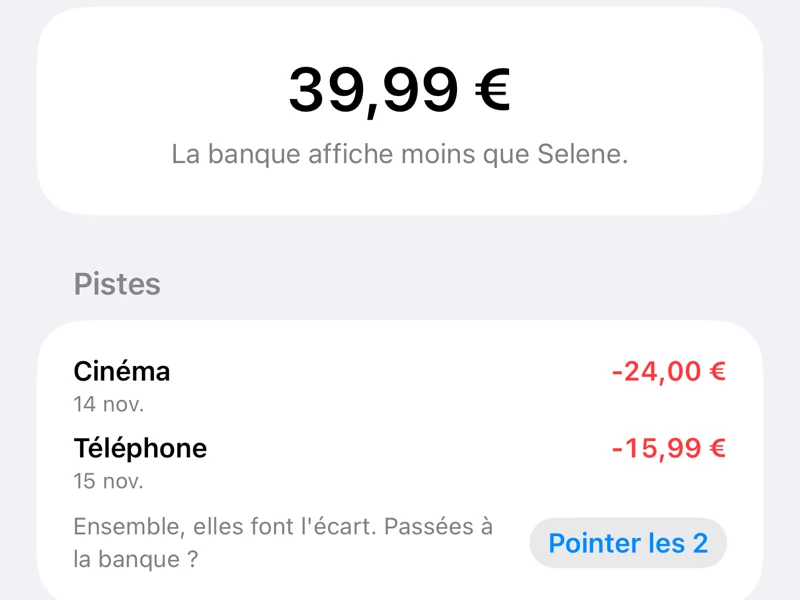 39,99 €
La banque affiche moins que Selene.
Pistes
Cinéma -24,00 €
14 nov.
Téléphone -15,99 €
15 nov.
Ensemble, elles font l'écart. Passées à
la banque ?
Pointer les 2